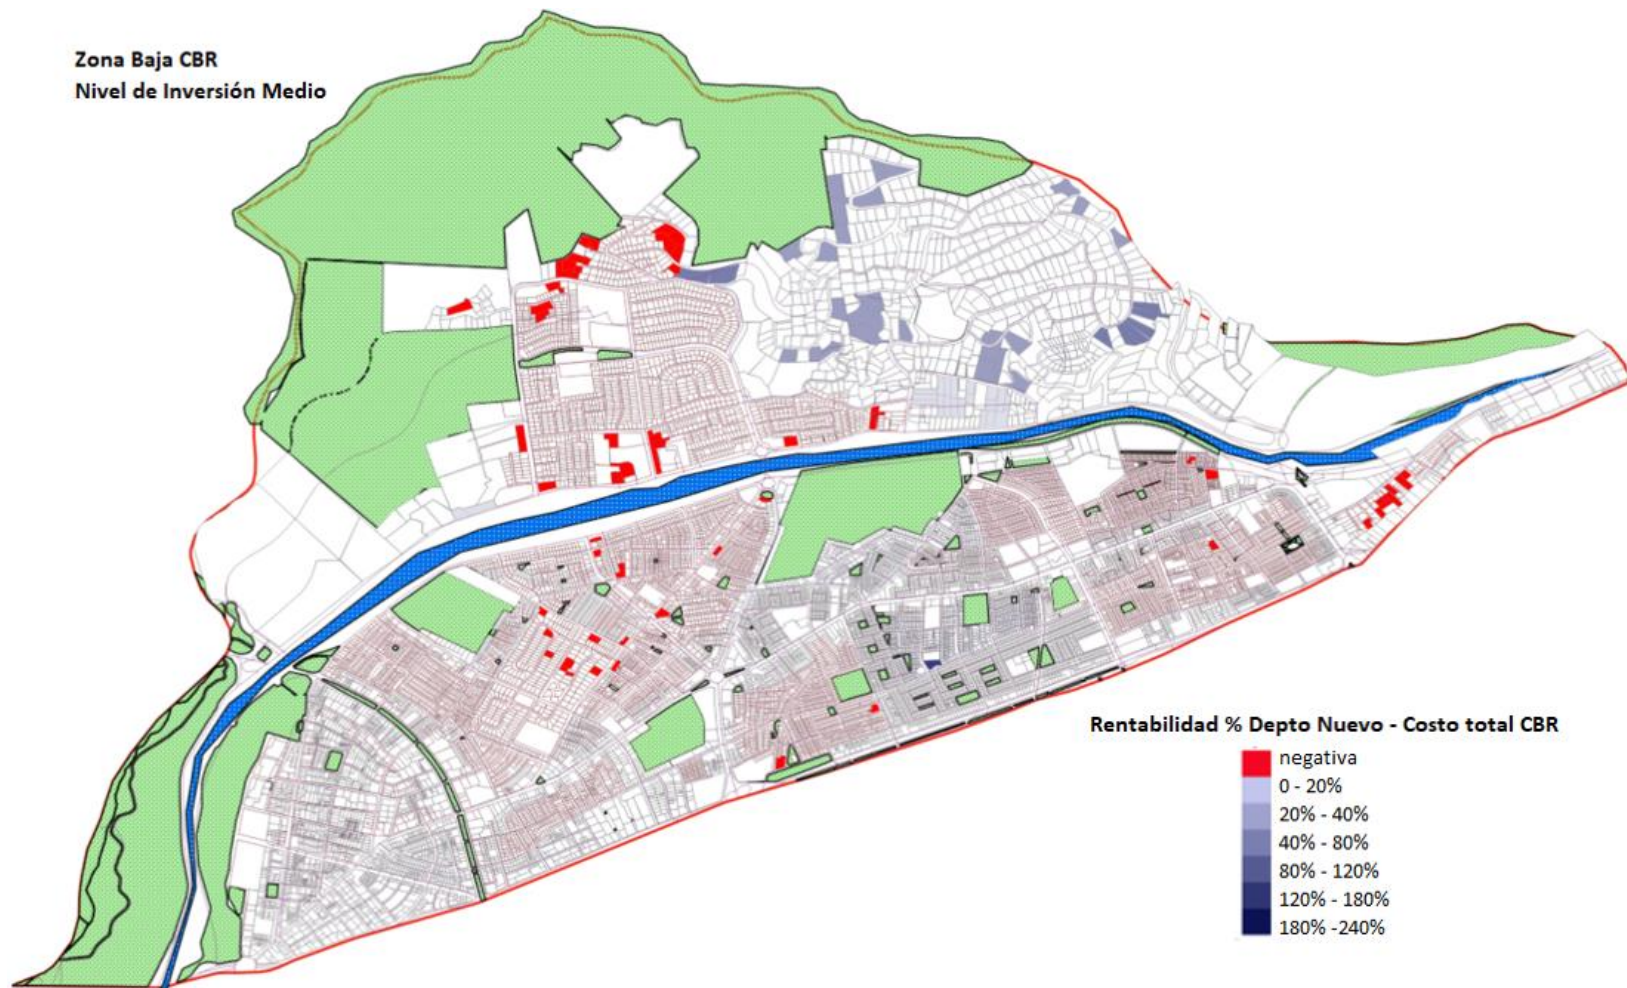 Zona Baja CBR
Nivel de Inversión Medio
Rentabilidad % Depto Nuevo - Costo total CBR
negativa
0 - 20%
20% - 40%
40% - 80%
80% - 120%
120% - 180%
180% -240%